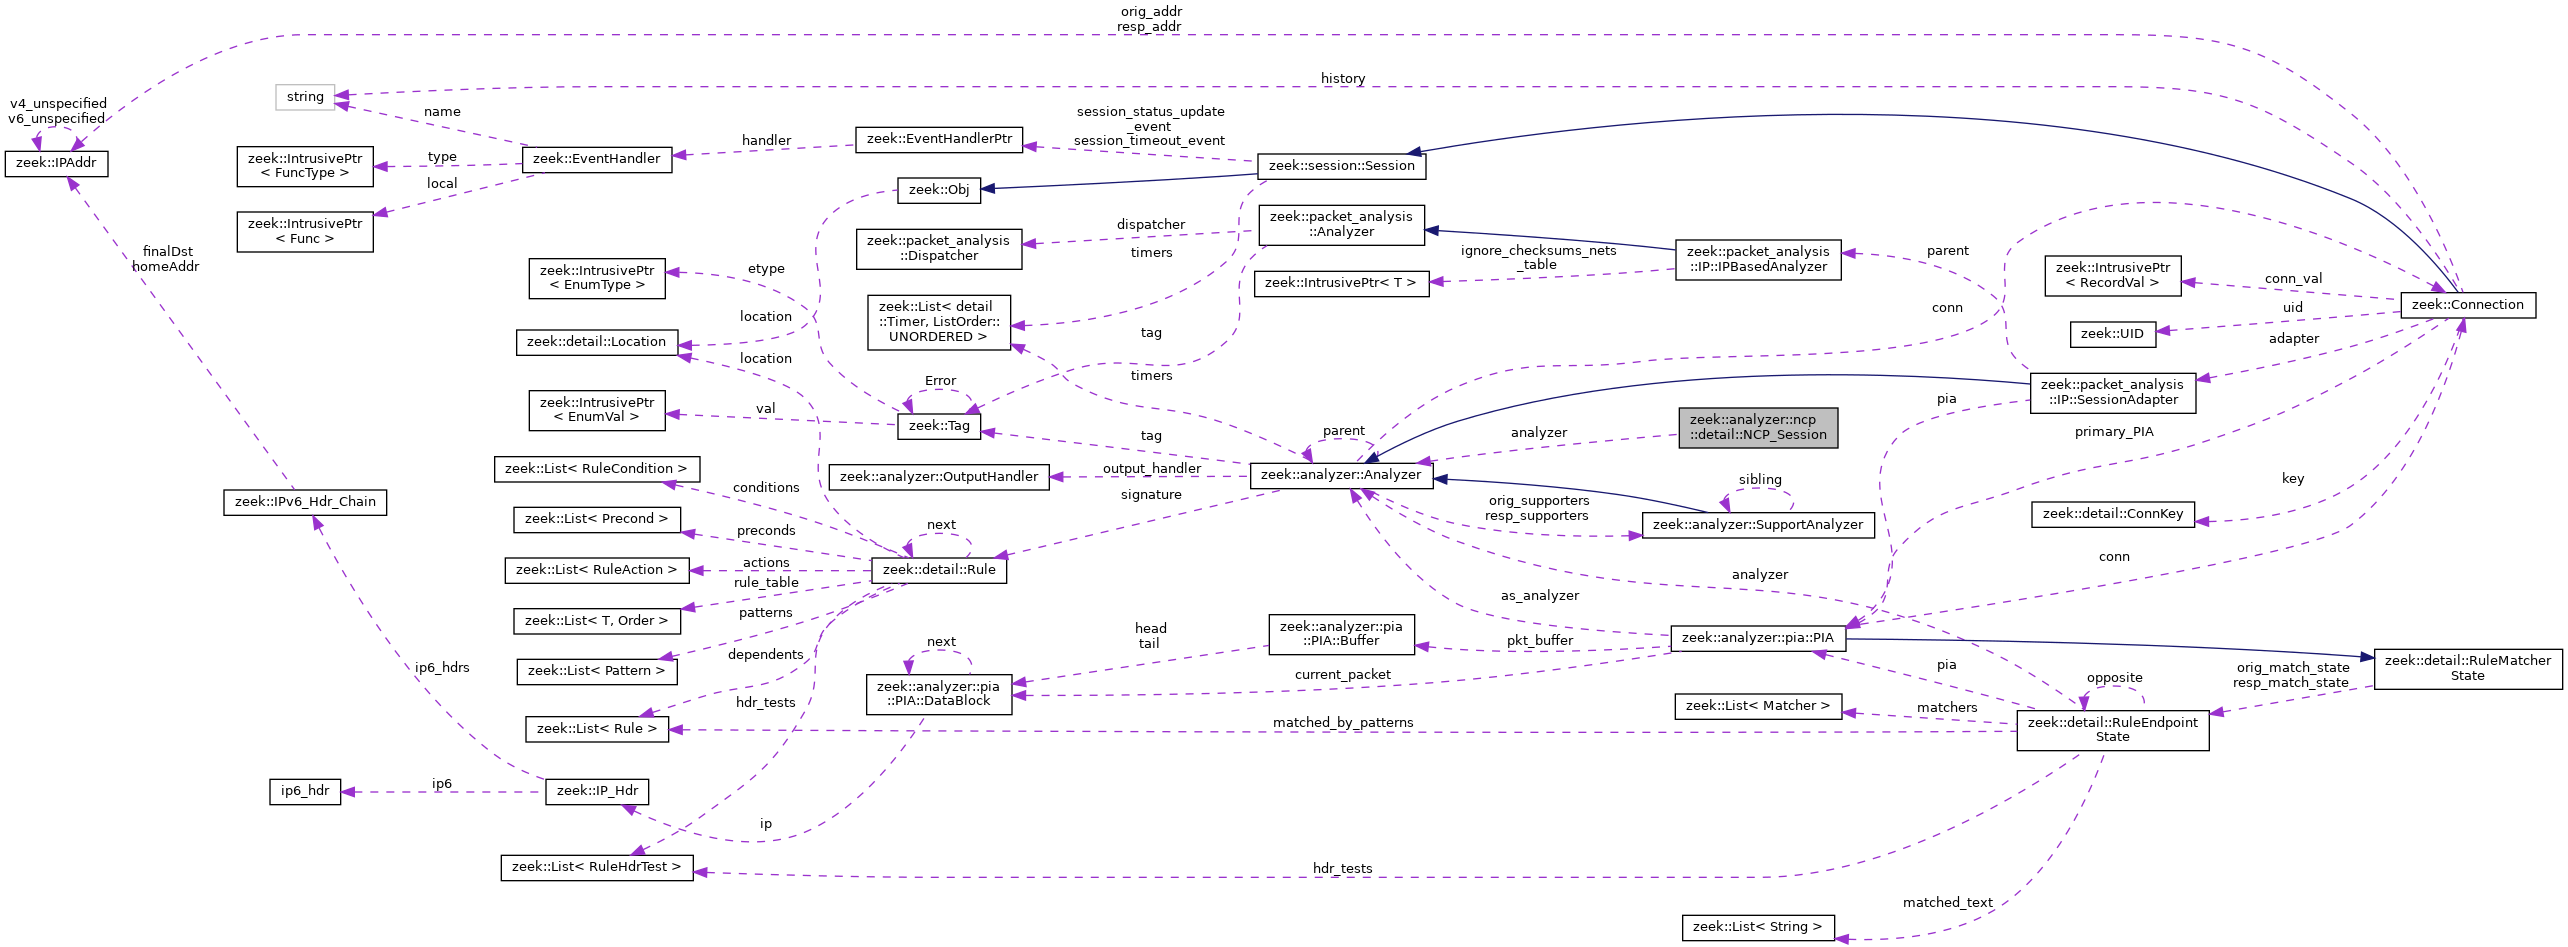 orig_addr
resp_addr
history
string
v4_unspecified
v6_unspecified
name
session_status_update
_event
session_timeout_event
zeek::EventHandlerPtr
handler
zeek::IPAddr
zeek::IntrusivePtr
< FuncType >
type
zeek::EventHandler
zeek::session::Session
local
zeek::Obj
zeek::IntrusivePtr
< Func >
dispatcher
zeek::packet_analysis
::Analyzer
zeek::packet_analysis
::Dispatcher
timers
ignore_checksums_nets
_table
zeek::packet_analysis
::IP::IPBasedAnalyzer
parent
finalDst
homeAddr
zeek::IntrusivePtr
< EnumType >
etype
zeek::IntrusivePtr< T >
zeek::IntrusivePtr
< RecordVal >
conn_val
zeek::Connection
zeek::List< detail
::Timer, ListOrder::
UNORDERED >
location
conn
uid
zeek::UID
tag
zeek::detail::Location
adapter
location
timers
Error
zeek::packet_analysis
::IP::SessionAdapter
zeek::IntrusivePtr
< EnumVal >
val
pia
zeek::Tag
zeek::analyzer::ncp
::detail::NCP_Session
analyzer
parent
tag
primary_PIA
zeek::List< RuleCondition >
output_handler
zeek::analyzer::OutputHandler
zeek::analyzer::Analyzer
sibling
key
conditions
signature
zeek::IPv6_Hdr_Chain
orig_supporters
resp_supporters
zeek::analyzer::SupportAnalyzer
zeek::detail::ConnKey
zeek::List< Precond >
preconds
next
conn
zeek::List< RuleAction >
actions
zeek::detail::Rule
rule_table
analyzer
as_analyzer
zeek::List< T, Order >
patterns
head
tail
zeek::analyzer::pia
::PIA::Buffer
pkt_buffer
zeek::analyzer::pia::PIA
next
dependents
ip6_hdrs
zeek::List< Pattern >
current_packet
pia
orig_match_state
resp_match_state
zeek::detail::RuleMatcher
State
zeek::analyzer::pia
::PIA::DataBlock
opposite
hdr_tests
zeek::List< Matcher >
matchers
zeek::List< Rule >
matched_by_patterns
zeek::detail::RuleEndpoint
State
ip6_hdr
ip6
zeek::IP_Hdr
ip
zeek::List< RuleHdrTest >
hdr_tests
matched_text
zeek::List< String >